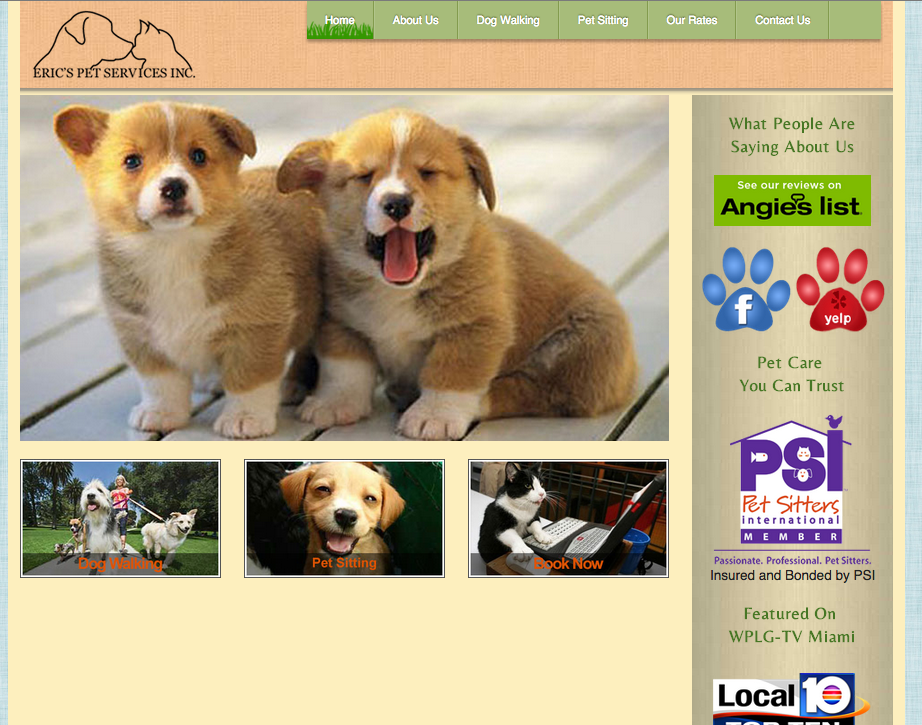 Home
About Us
Dog Walking
Pet Sitting
Our Rates
Contact Us
ERIC'S PET SERVICES INC.
What People Are
Saying About Us
See our reviews on
Angie's list
f
yelp
Pet Care
You Can Trust
PSI
Pet Sitters
international
MEMBER
Passionate. Professional. Pet Sitters.
Insured and Bonded by PSI
Dog Walking
Pet Sitting
Book Now
Featured On
WPLG-TV Miami
Local 10
TOP TEN